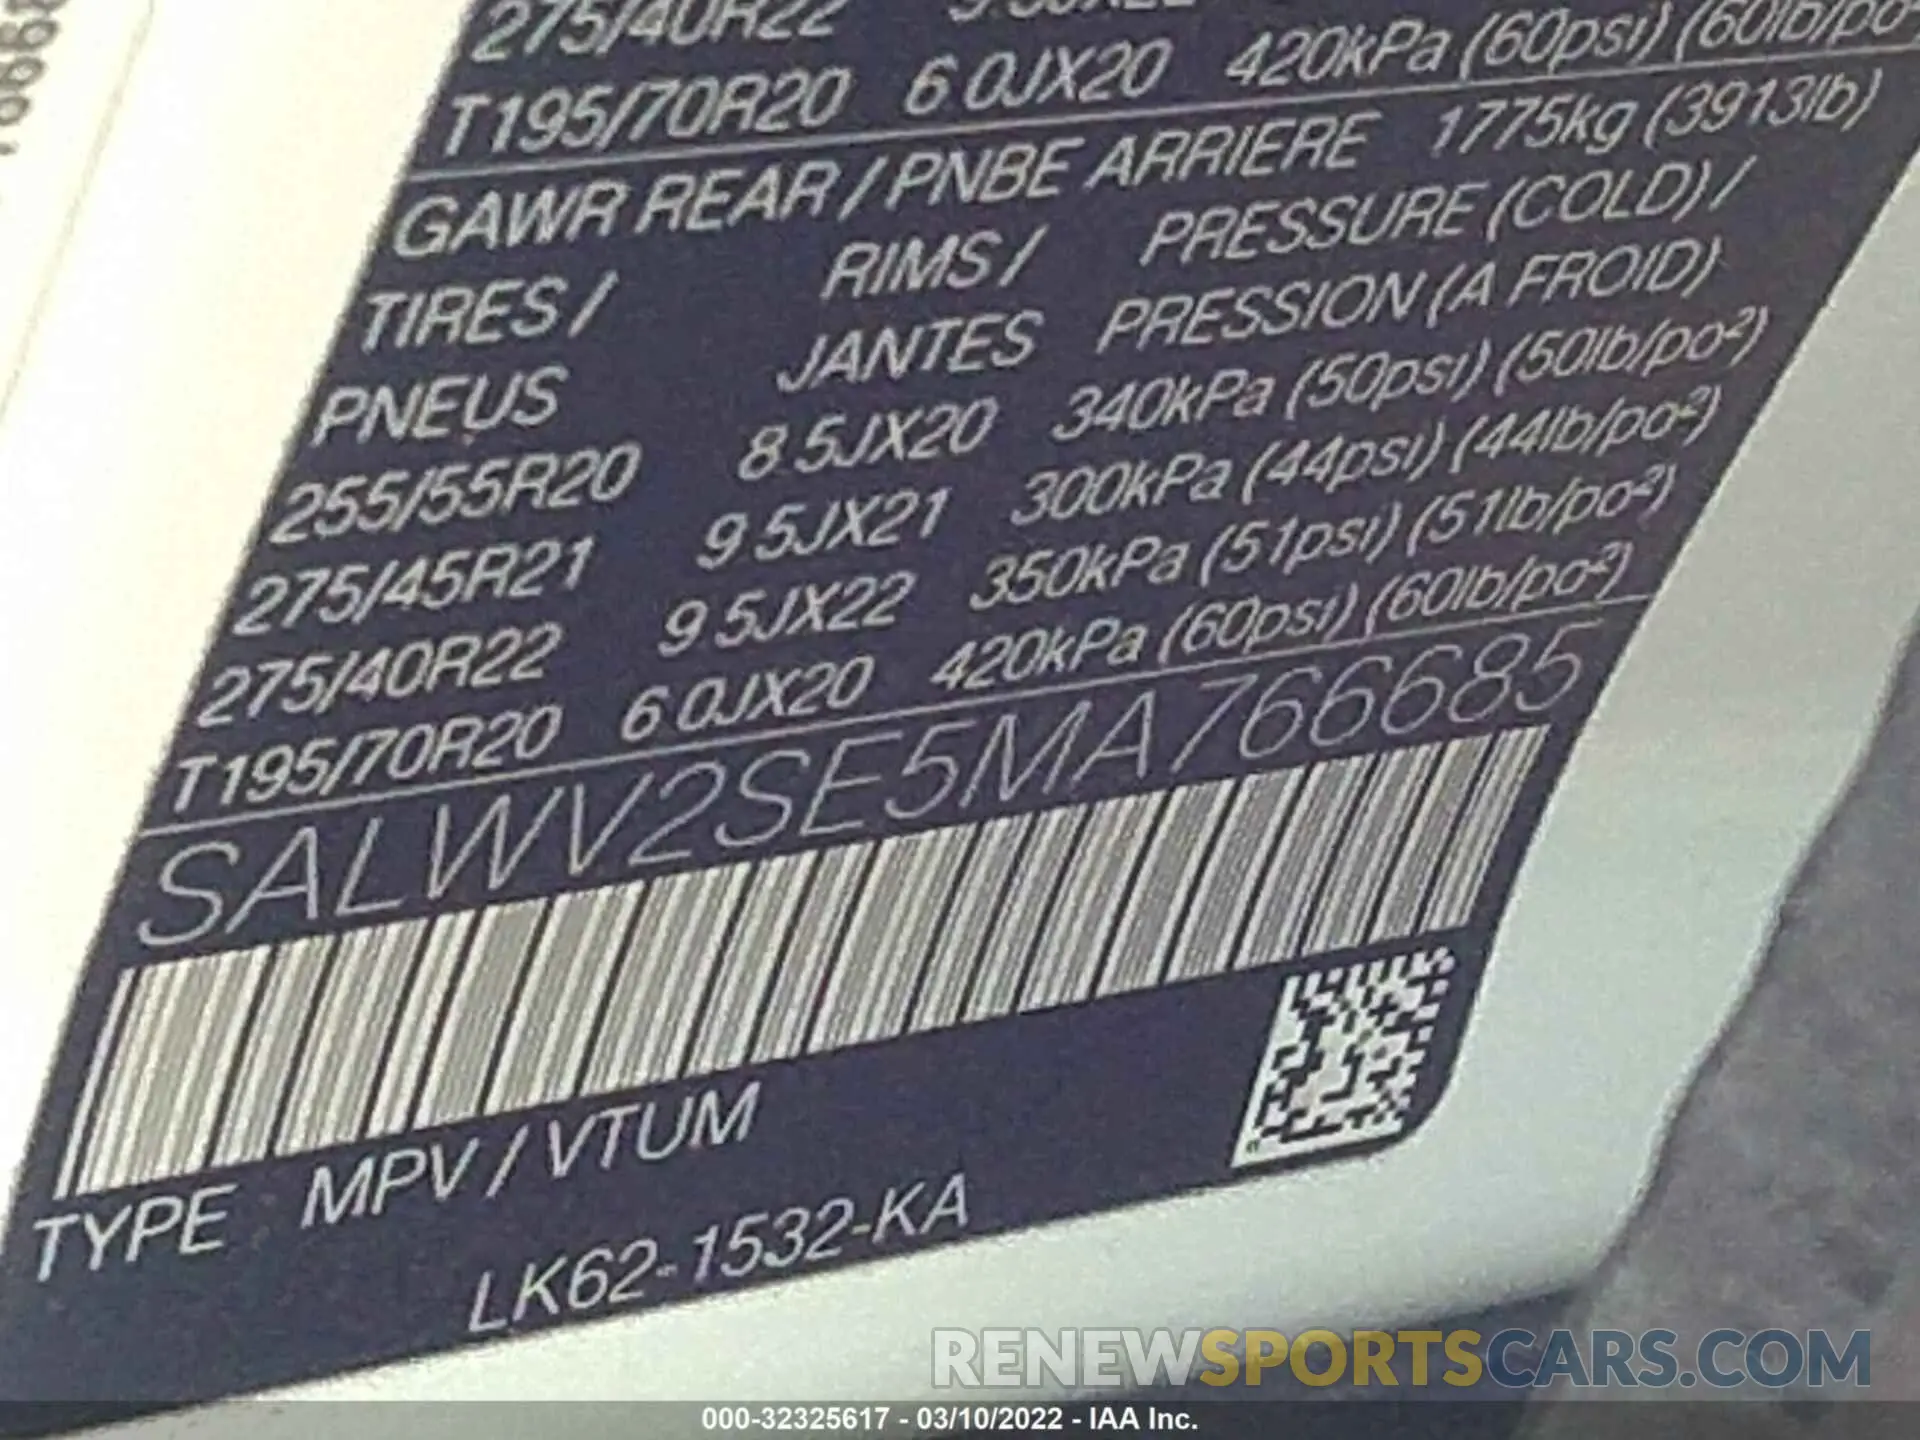 275/40R22 9.5JX22
T195/70R20 6.0JX20 420kPa (60psi) (60lb/po²
GAWR REAR / PNBE ARRIERE 1775kg (3913lb)
TIRES / RIMS / PRESSURE (COLD) /
PNEUS JANTES PRESSION (A FROID)
255/55R20 8.5JX20 340kPa (50psi) (50lb/po²)
275/45R21 9.5JX21 300kPa (44psi) (44lb/po²)
275/40R22 9.5JX22 350kPa (51psi) (51lb/po²)
T195/70R20 6.0JX20 420kPa (60psi) (60lb/po²)
SALWV2SE5MA766685
TYPE MPV / VTUM
LK62-1532-KA
RENEWSPORTSCARS.COM
000-32325617 - 03/10/2022 - IAA Inc.